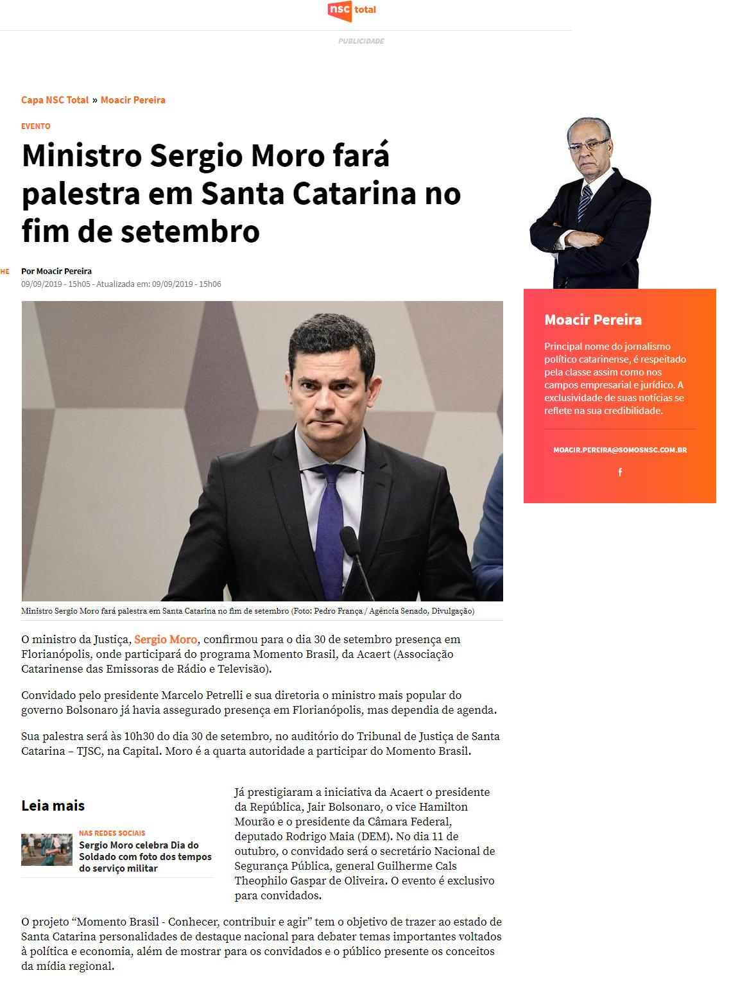 nsc total
PUBLICIDADE
Capa NSC Total » Moacir Pereira
EVENTO
Ministro Sergio Moro fará
palestra em Santa Catarina no
fim de setembro
HE
Por Moacir Pereira
09/09/2019 - 15h05 - Atualizada em: 09/09/2019 - 15h06
Ministro Sergio Moro fará palestra em Santa Catarina no fim de setembro (Foto: Pedro França / Agência Senado, Divulgação)
O ministro da Justiça, Sergio Moro, confirmou para o dia 30 de setembro presença em
Florianópolis, onde participará do programa Momento Brasil, da Acaert (Associação
Catarinense das Emissoras de Rádio e Televisão).
Convidado pelo presidente Marcelo Petrelli e sua diretoria o ministro mais popular do
governo Bolsonaro já havia assegurado presença em Florianópolis, mas dependia de agenda.
Sua palestra será às 10h30 do dia 30 de setembro, no auditório do Tribunal de Justiça de Santa
Catarina – TJSC, na Capital. Moro é a quarta autoridade a participar do Momento Brasil.
Leia mais
NAS REDES SOCIAIS
Sergio Moro celebra Dia do
Soldado com foto dos tempos
do serviço militar
Já prestigiaram a iniciativa da Acaert o presidente
da República, Jair Bolsonaro, o vice Hamilton
Mourão e o presidente da Câmara Federal,
deputado Rodrigo Maia (DEM). No dia 11 de
outubro, o convidado será o secretário Nacional de
Segurança Pública, general Guilherme Cals
Theophilo Gaspar de Oliveira. O evento é exclusivo
para convidados.
O projeto “Momento Brasil - Conhecer, contribuir e agir” tem o objetivo de trazer ao estado de
Santa Catarina personalidades de destaque nacional para debater temas importantes voltados
à política e economia, além de mostrar para os convidados e o público presente os conceitos
da mídia regional.
Moacir Pereira
Principal nome do jornalismo
político catarinense, é respeitado
pela classe assim como nos
campos empresarial e jurídico. A
exclusividade de suas notícias se
reflete na sua credibilidade.
MOACIR.PEREIRA@SOMOSNSC.COM.BR